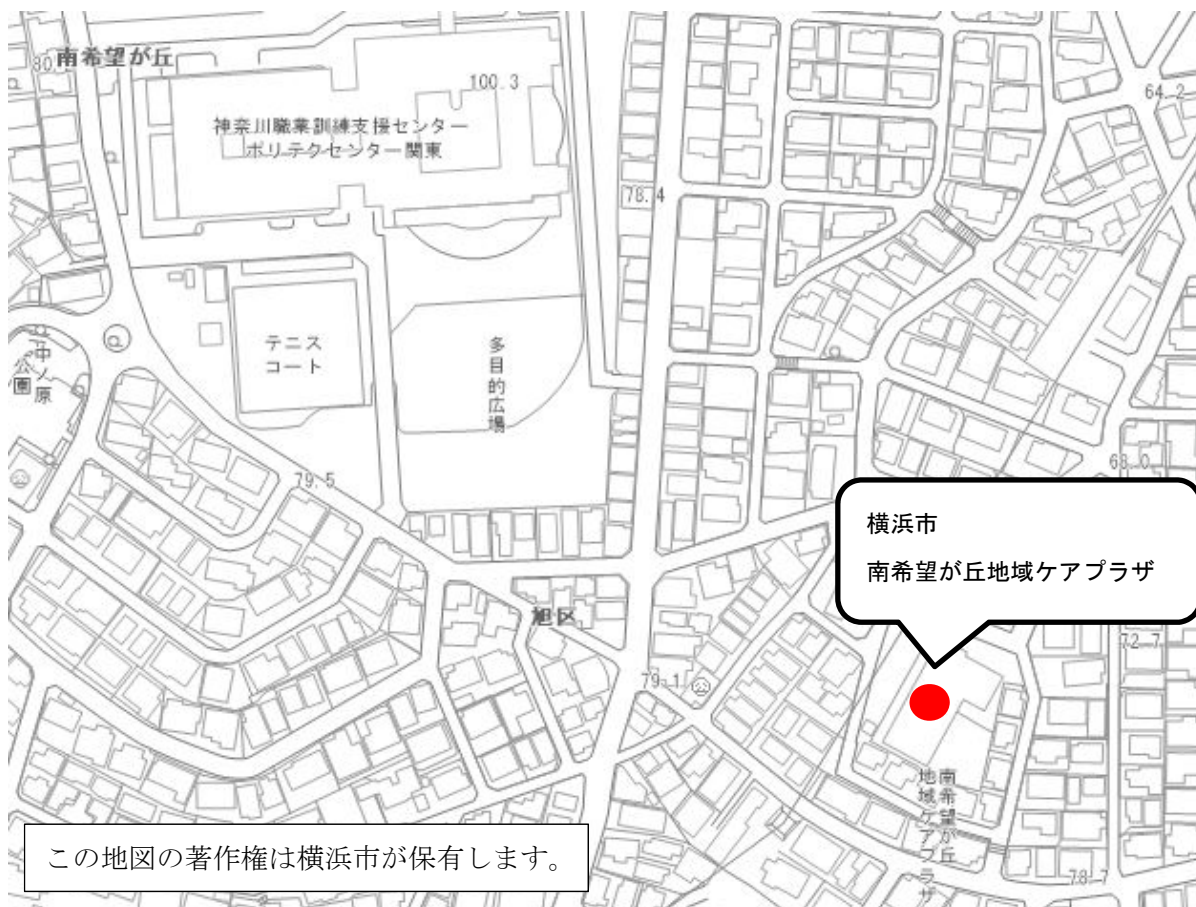 南希望が丘
80.
100.3
神奈川職業訓練支援センター
ポリテクセンター関東
64.2
78.4
テニス
コート
多目的広場
中ノ原
公園
79.5
68.0
横浜市
南希望が丘地域ケアプラザ
旭区
72.7
79.1
南希望が丘
地域ケアプラザ
78.7
この地図の著作権は横浜市が保有します。